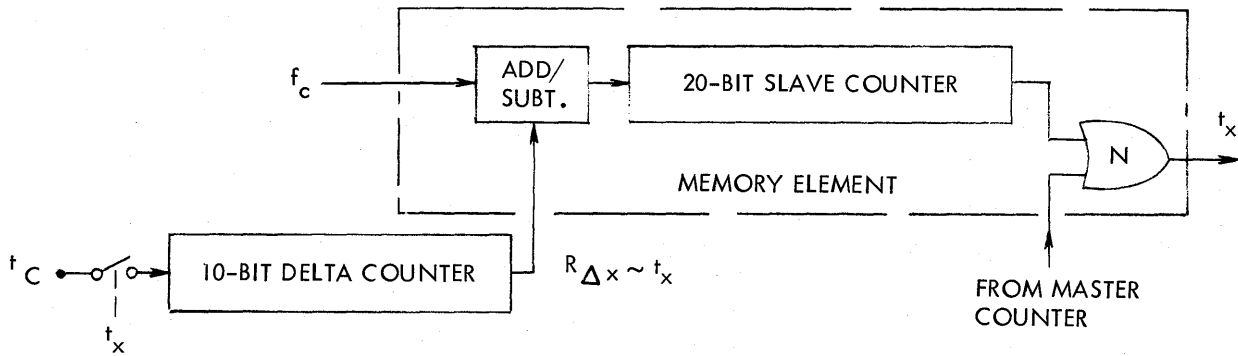 f_c
ADD/
SUBT.
20-BIT SLAVE COUNTER
t_x
N
MEMORY ELEMENT
t_C
10-BIT DELTA COUNTER
R_Δx ~ t_x
t_x
FROM MASTER
COUNTER